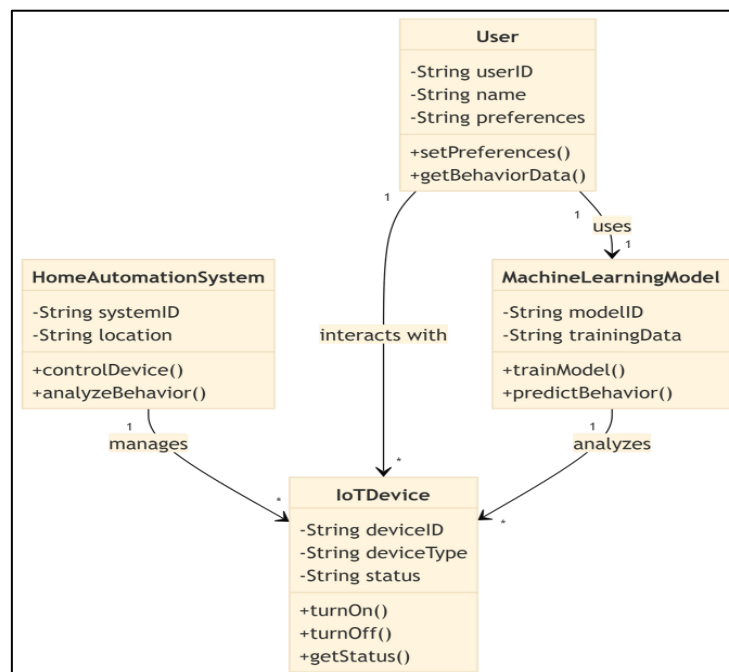 User
-String userID
-String name
-String preferences
+setPreferences()
+getBehaviorData()
1
1
uses
1
HomeAutomationSystem
-String systemID
-String location
+controlDevice()
+analyzeBehavior()
MachineLearningModel
-String modelID
-String trainingData
+trainModel()
+predictBehavior()
interacts with
1
manages
*
*
1
analyzes
*
IoTDevice
-String deviceID
-String deviceType
-String status
+turnOn()
+turnOff()
+getStatus()